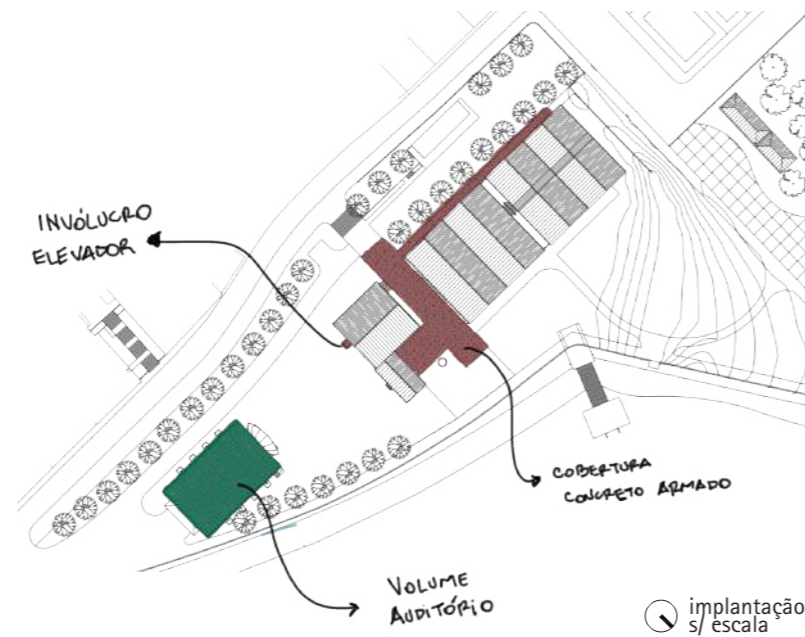 INVÓLUCRO
ELEVADOR
COBERTURA
CONCRETO ARMADO
VOLUME
AUDITÓRIO
implantação
s/ escala